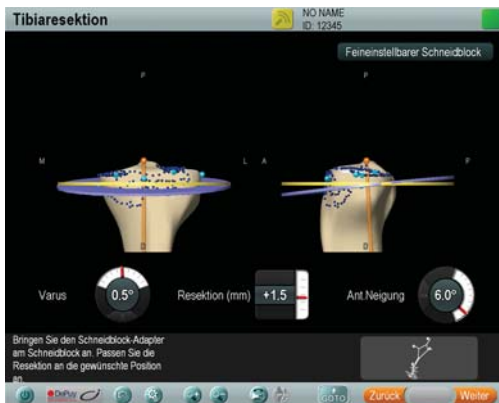 Tibiaresektion
NO NAME
ID: 12345
Feineinstellbarer Schneidblock
P
P
M
L
A
P
D
D
Varus
0.5°
Resektion (mm)
+1.5
Ant.Neigung
6.0°
Bringen Sie den Schneidblock-Adapter
am Schneidblock an. Passen Sie die
Resektion an die gewünschte Position
an.
DePuy
GOTO
Zurück
Weiter